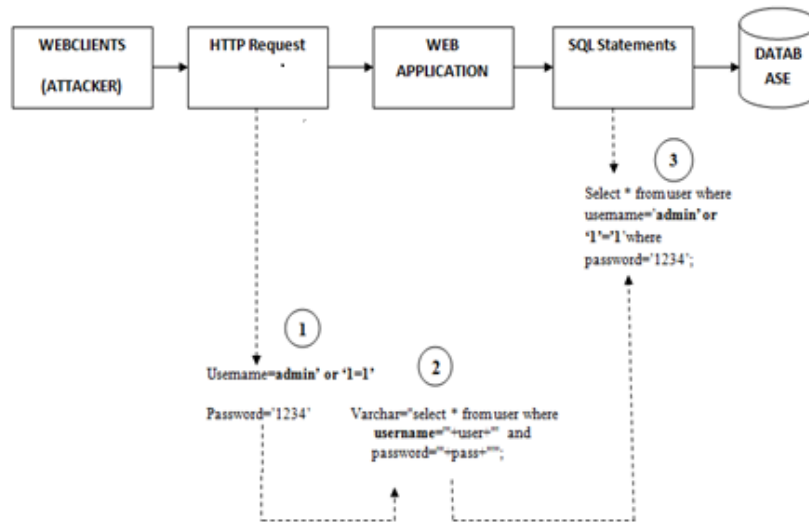 WEBCLIENTS
(ATTACKER)
HTTP Request
WEB
APPLICATION
SQL Statements
DATAB
ASE
3
Select * from user where
username=‘admin’ or
‘1’=’1‘where
password=‘1234’;
1
Username=admin’ or ‘1=1’
Password=‘1234’
2
Varchar="select * from user where
username='"+user+"' and
password='"+pass+"'";